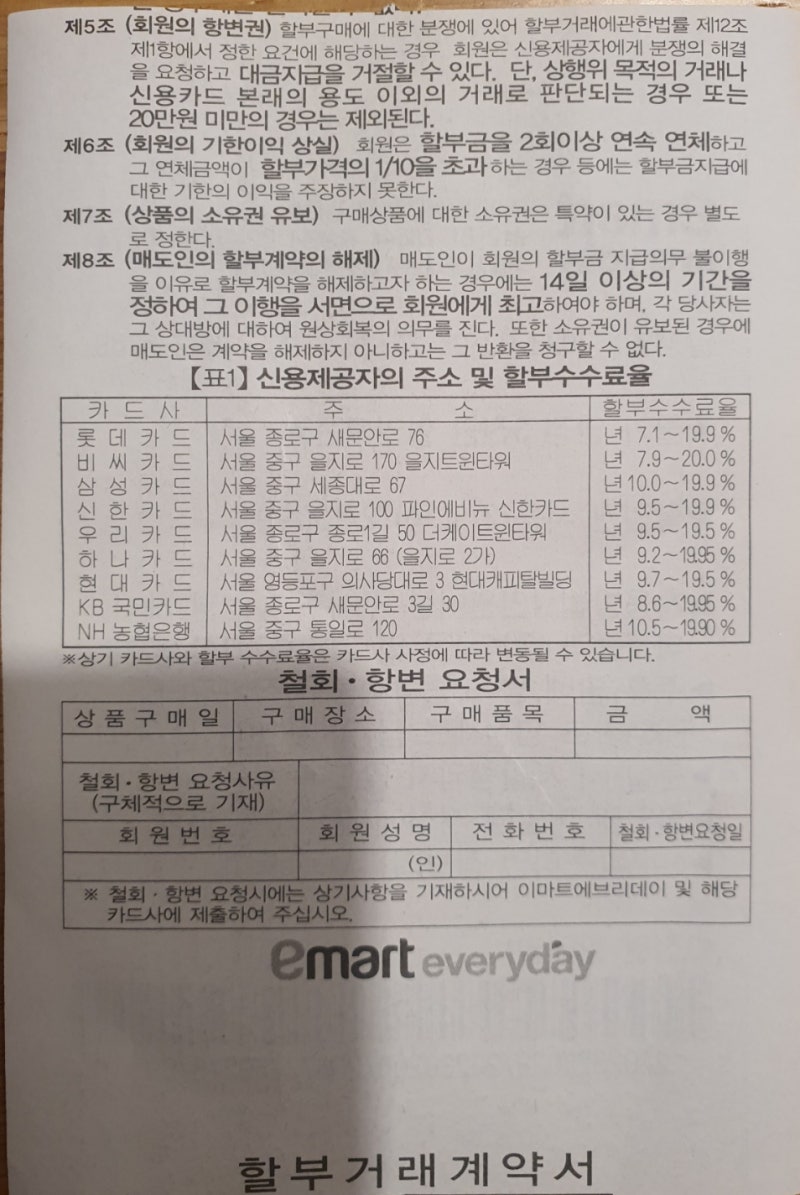 제5조 (회원의 항변권) 할부구매에 대한 분쟁에 있어 할부거래에관한법률 제12조
제1항에서 정한 요건에 해당하는 경우 회원은 신용제공자에게 분쟁의 해결
을 요청하고 대금지급을 거절할 수 있다. 단, 상행위 목적의 거래나
신용카드 본래의 용도 이외의 거래로 판단되는 경우 또는
20만원 미만의 경우는 제외된다.
제6조 (회원의 기한이익 상실) 회원은 할부금을 2회이상 연속 연체하고
그 연체금액이 할부가격의 1/10을 초과하는 경우 등에는 할부금지급에
대한 기한의 이익을 주장하지 못한다.
제7조 (상품의 소유권 유보) 구매상품에 대한 소유권은 특약이 있는 경우 별도
로 정한다.
제8조 (매도인의 할부계약의 해제) 매도인이 회원의 할부금 지급의무 불이행
을 이유로 할부계약을 해제하고자 하는 경우에는 14일 이상의 기간을
정하여 그 이행을 서면으로 회원에게 최고하여야 하며, 각 당사자는
그 상대방에 대하여 원상회복의 의무를 진다. 또한 소유권이 유보된 경우에
매도인은 계약을 해제하지 아니하고는 그 반환을 청구할 수 없다.
【표1】 신용제공자의 주소 및 할부수수료율
카드사 주 소 할부수수료율
롯데카드 서울 종로구 새문안로 76 년 7.1~19.9%
비씨카드 서울 중구 을지로 170 을지트윈타워 년 7.9~20.0%
삼성카드 서울 중구 세종대로 67 년10.0~19.9%
신한카드 서울 중구 을지로 100 파인에비뉴 신한카드 년 9.5~19.9%
우리카드 서울 종로구 종로1길 50 더케이트윈타워 년 9.5~19.5%
하나카드 서울 중구 을지로 66 (을지로 2가) 년 9.2~19.95%
현대카드 서울 영등포구 의사당대로 3 현대캐피탈빌딩 년 9.7~19.5%
KB 국민카드 서울 종로구 새문안로 3길 30 년 8.6~19.95%
NH 농협은행 서울 중구 통일로 120 년10.5~19.90%
※상기 카드사와 할부 수수료율은 카드사 사정에 따라 변동될 수 있습니다.
철회·항변 요청서
상품구매일 구매장소 구매품목 금 액
철회·항변 요청사유
(구체적으로 기재)
회원번호 회원성명 전화번호 철회·항변요청일
(인)
※ 철회·항변 요청시에는 상기사항을 기재하시어 이마트에브리데이 및 해당
카드사에 제출하여 주십시오.
emart everyday
할부거래계약서